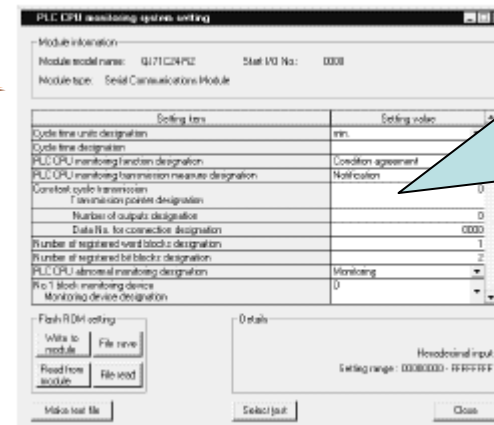 PLC CPU monitoring system setting
Module information
Module model name: QJ71C24-R2 Start I/O No.: 0000
Module type: Serial Communications Module
Setting item Setting value
Cycle time units designation min.
Cycle time designation
PLC CPU monitoring function designation Condition agreement
PLC CPU monitoring transmission measure designation Notification
Constant cycle transmission 0
Transmission pointer designation
Number of outputs designation 0
Data No. for connection designation 0000
Number of registered word blocks designation 1
Number of registered bit blocks designation 2
PLC CPU abnormal monitoring designation Monitoring
No.1 block monitoring device D
Monitoring device designation
Flash ROM setting
Write to module
File save
Read from module
File read
Details
Hexadecimal input
Setting range : 00000000 - FFFFFFFF
Make text file
Select text
Close